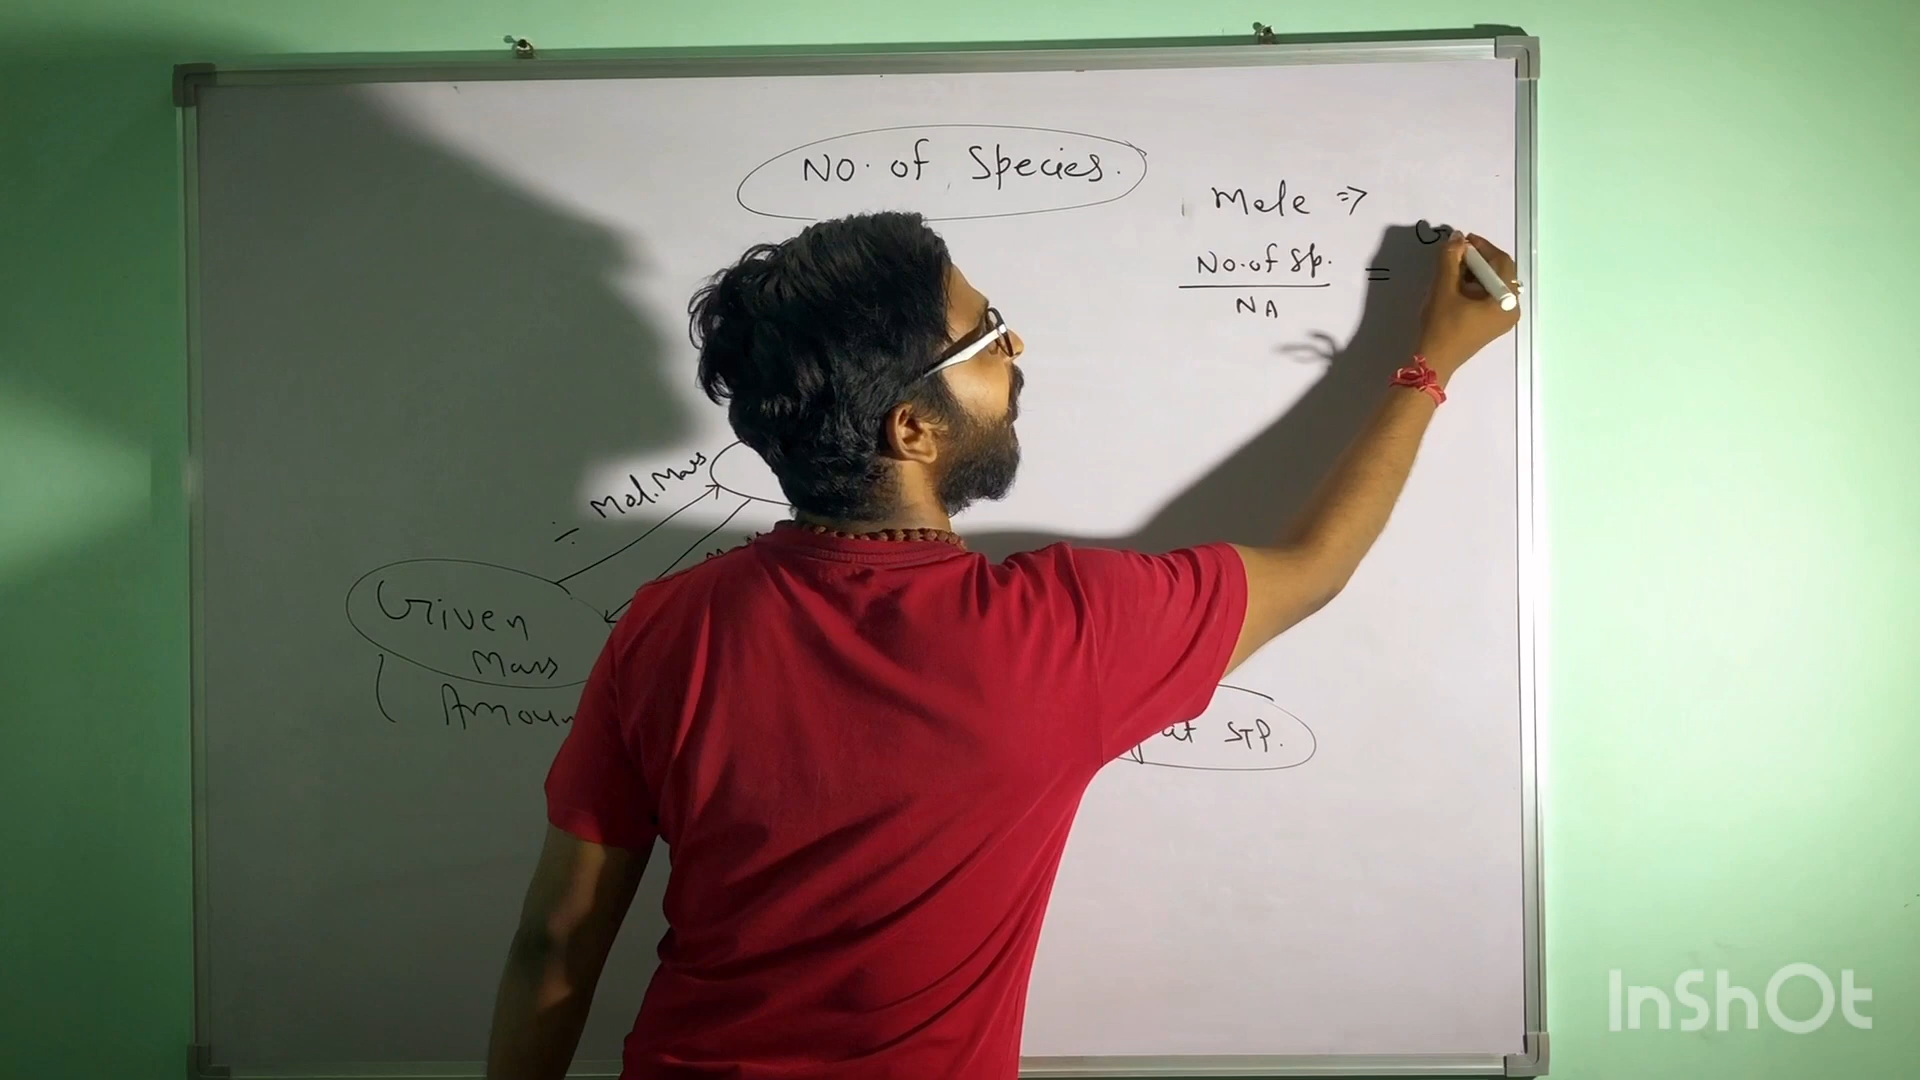 No. of Species.
Mole ⇒
No. of Sp. =
NA
÷ Mol. Mass
Given
Mass
( Amoun
at STP.
InShOt